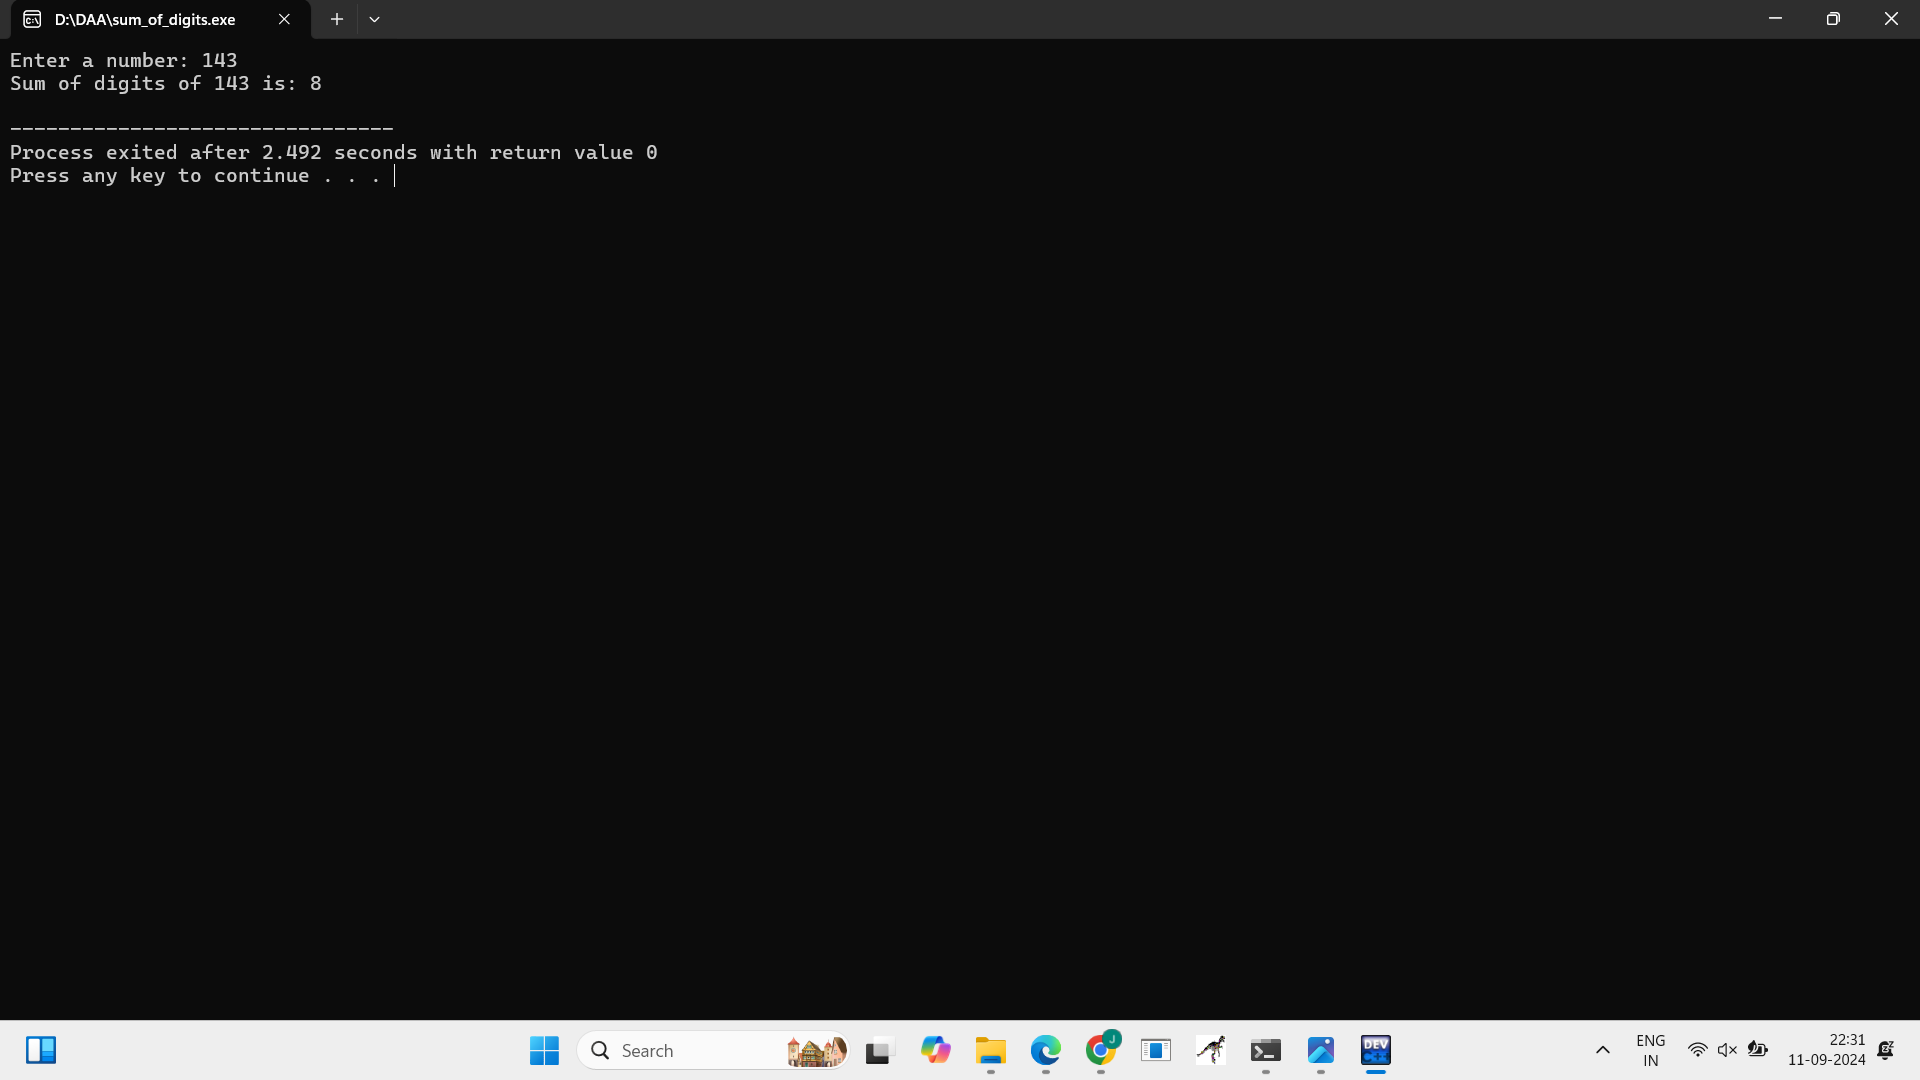 D:\DAA\sum_of_digits.exe
Enter a number: 143
Sum of digits of 143 is: 8
--------------------------------
Process exited after 2.492 seconds with return value 0
Press any key to continue . . .
Search
J
DEV
C++
ENG
IN
22:31
11-09-2024